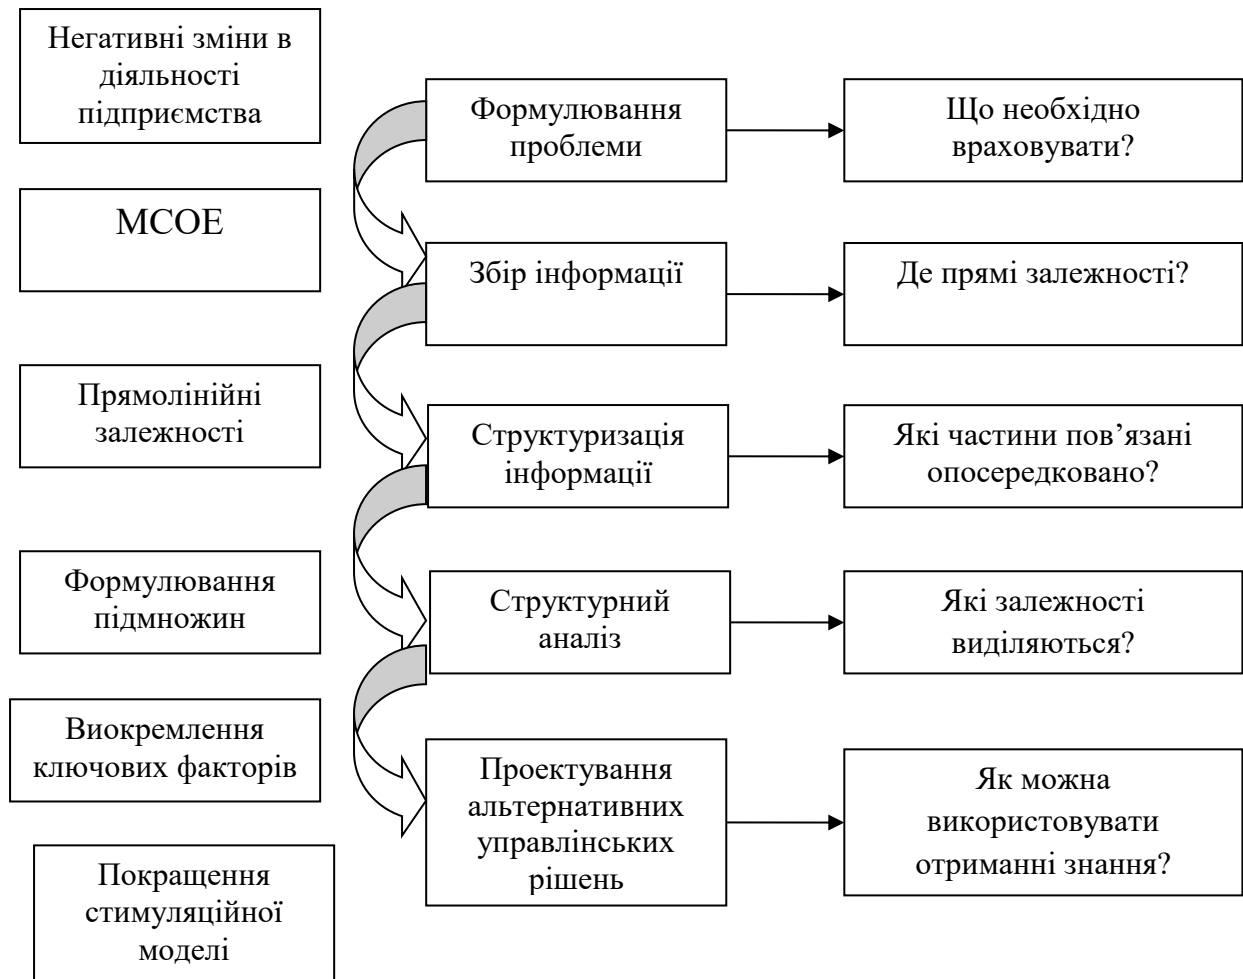 Негативні зміни в
діяльності
підприємства
Формулювання
проблеми
Що необхідно
враховувати?
МСОЕ
Збір інформації
Де прямі залежності?
Прямолінійні
залежності
Структуризація
інформації
Які частини пов’язані
опосередковано?
Формулювання
підмножин
Структурний
аналіз
Які залежності
виділяються?
Виокремлення
ключових факторів
Проектування
альтернативних
управлінських
рішень
Як можна
використовувати
отриманні знання?
Покращення
стимуляційної
моделі